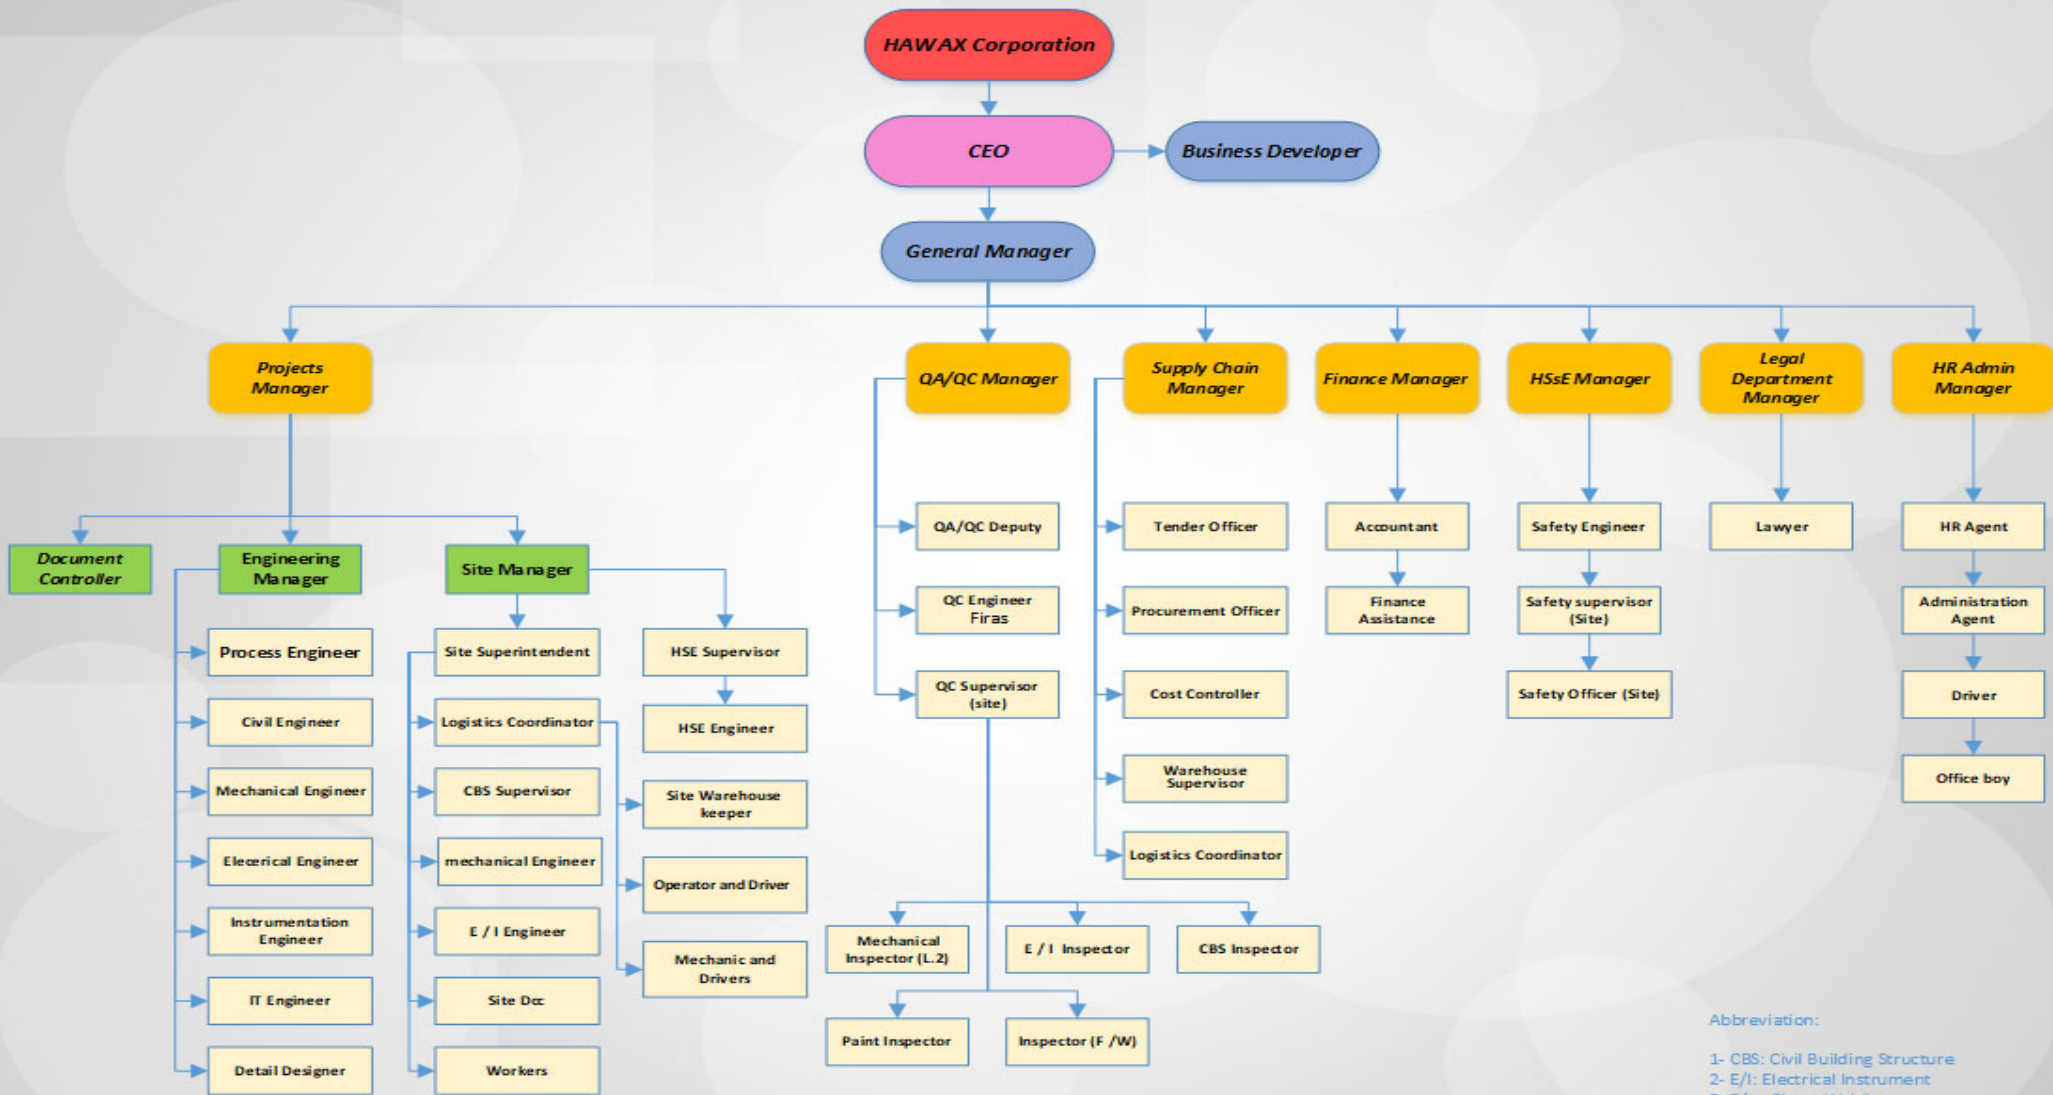 HAWAX Corporation
CEO
Business Developer
General Manager
Projects
Manager
QA/QC Manager
Supply Chain
Manager
Finance Manager
HSsE Manager
Legal
Department
Manager
HR Admin
Manager
Document
Controller
Engineering
Manager
Site Manager
QA/QC Deputy
Tender Officer
Accountant
Safety Engineer
Lawyer
HR Agent
QC Engineer
Firas
Procurement Officer
Finance
Assistance
Safety supervisor
(Site)
Administration
Agent
Process Engineer
Site Superintendent
HSE Supervisor
QC Supervisor
(site)
Cost Controller
Safety Officer (Site)
Driver
Civil Engineer
Logistics Coordinator
HSE Engineer
Warehouse
Supervisor
Office boy
Mechanical Engineer
CBS Supervisor
Site Warehouse
keeper
Elecerical Engineer
mechanical Engineer
Operator and Driver
Logistics Coordinator
Instrumentation
Engineer
E / I Engineer
Mechanic and
Drivers
Mechanical
Inspector (L.2)
E / I Inspector
CBS Inspector
IT Engineer
Site Dcc
Paint Inspector
Inspector (F /W)
Detail Designer
Workers
Abbreviation:
1- CBS: Civil Building Structure
2- E/I: Electrical Instrument